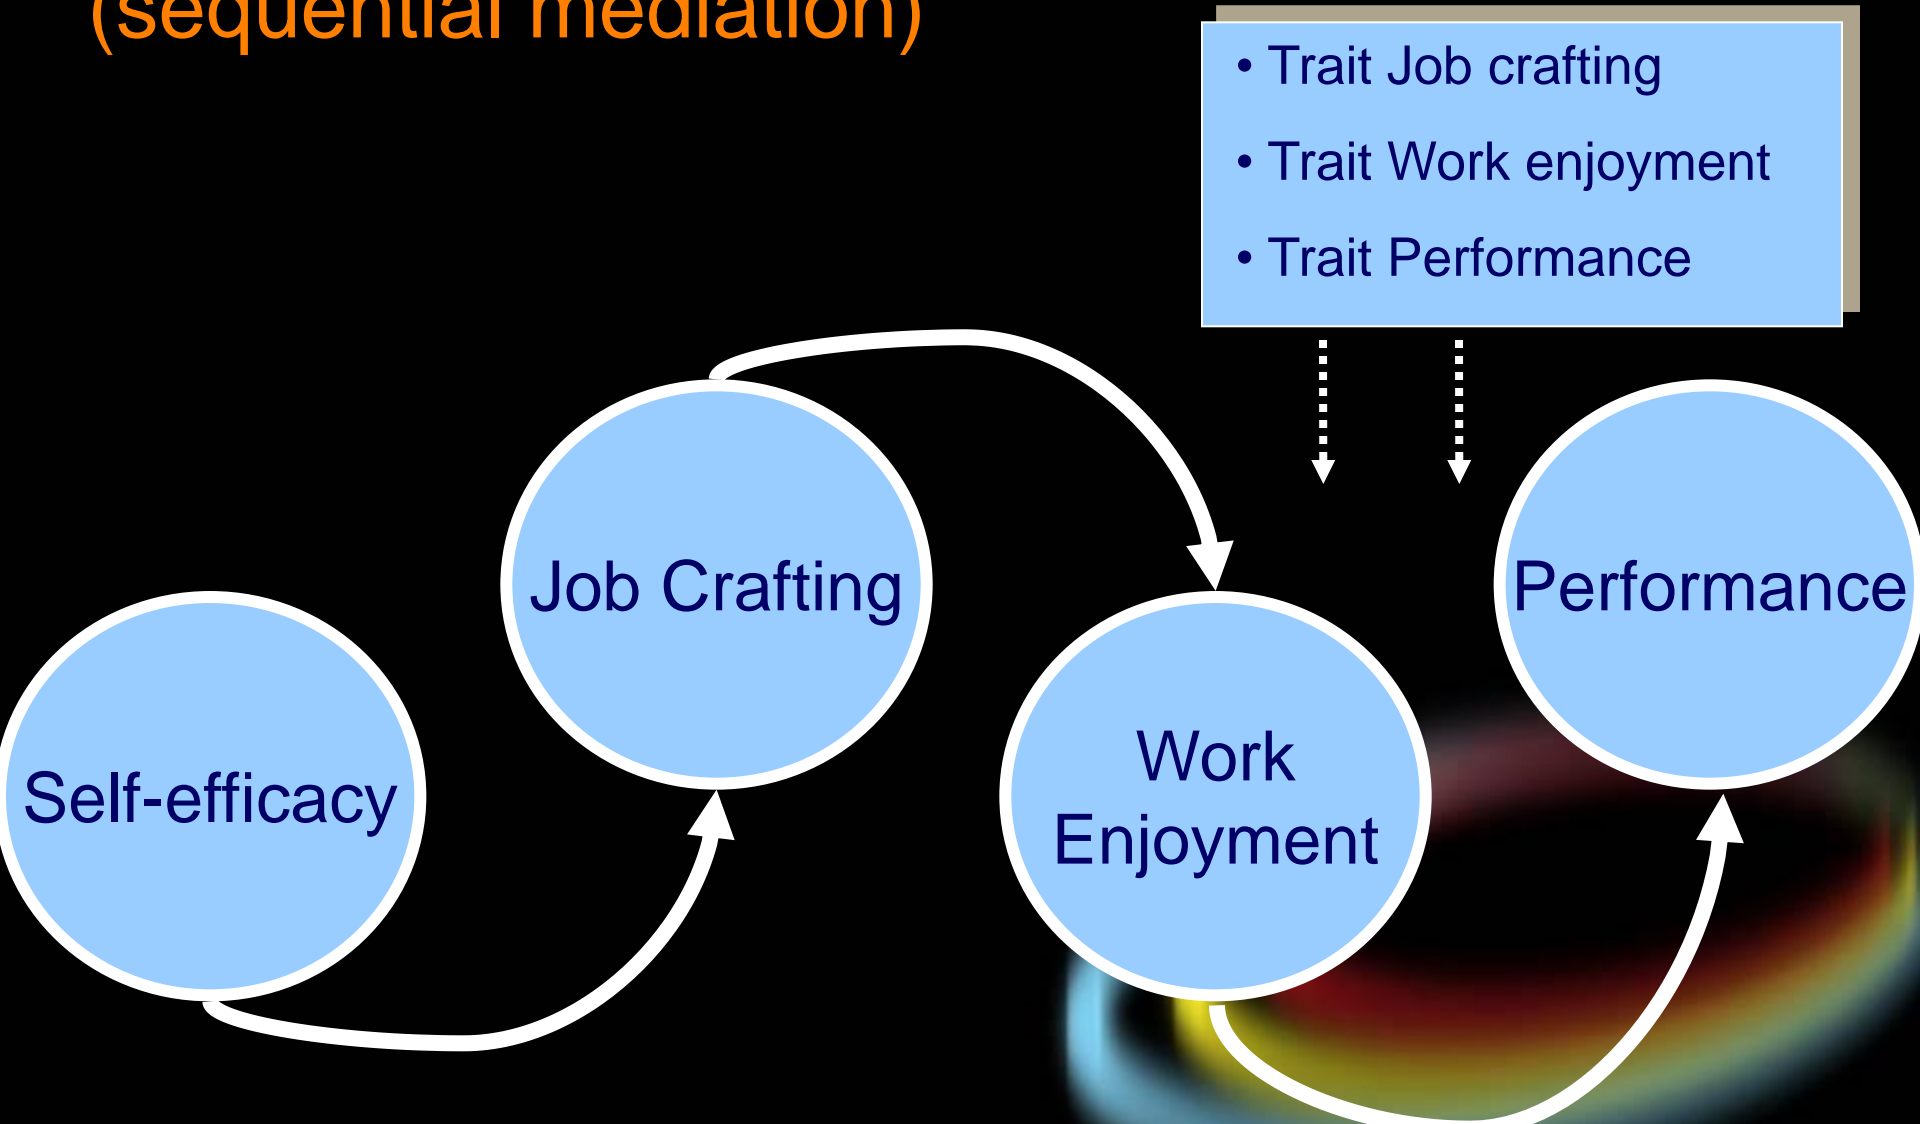 (sequential mediation)
• Trait Job crafting
• Trait Work enjoyment
• Trait Performance
Job Crafting
Performance
Work
Enjoyment
Self-efficacy